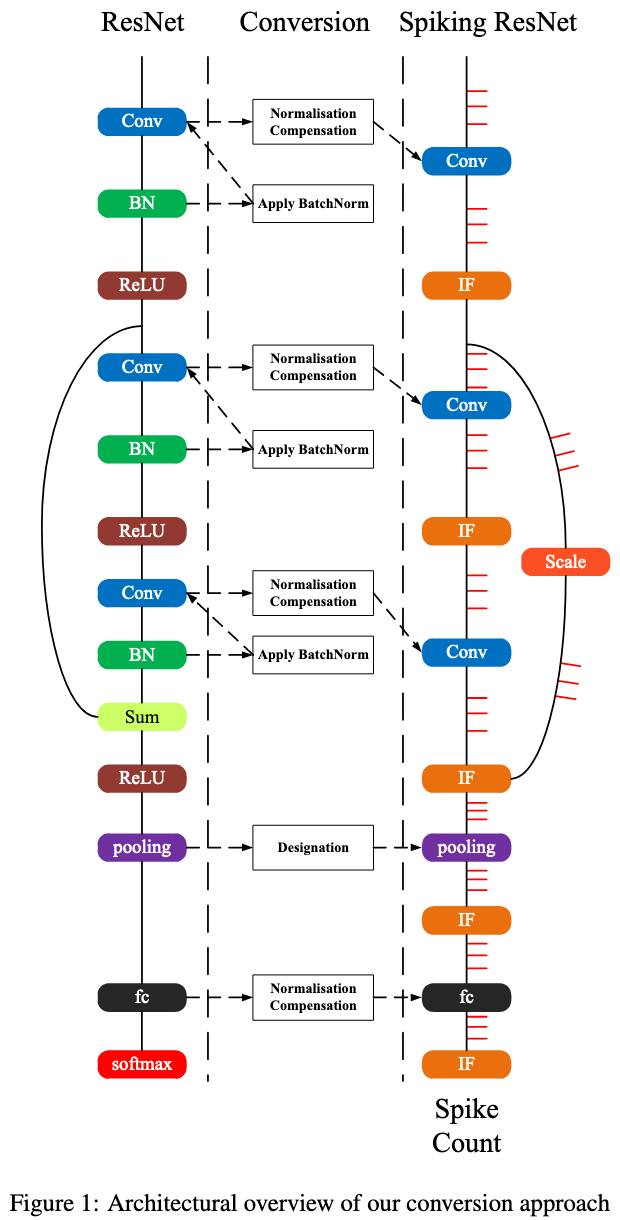 ResNet Conversion Spiking ResNet
Conv
Normalisation
Compensation
Conv
BN
Apply BatchNorm
ReLU
IF
Conv
Normalisation
Compensation
Conv
BN
Apply BatchNorm
ReLU
IF
Scale
Conv
Normalisation
Compensation
BN
Apply BatchNorm
Conv
Sum
ReLU
IF
pooling
Designation
pooling
IF
fc
Normalisation
Compensation
fc
softmax
IF
Spike
Count
Figure 1: Architectural overview of our conversion approach